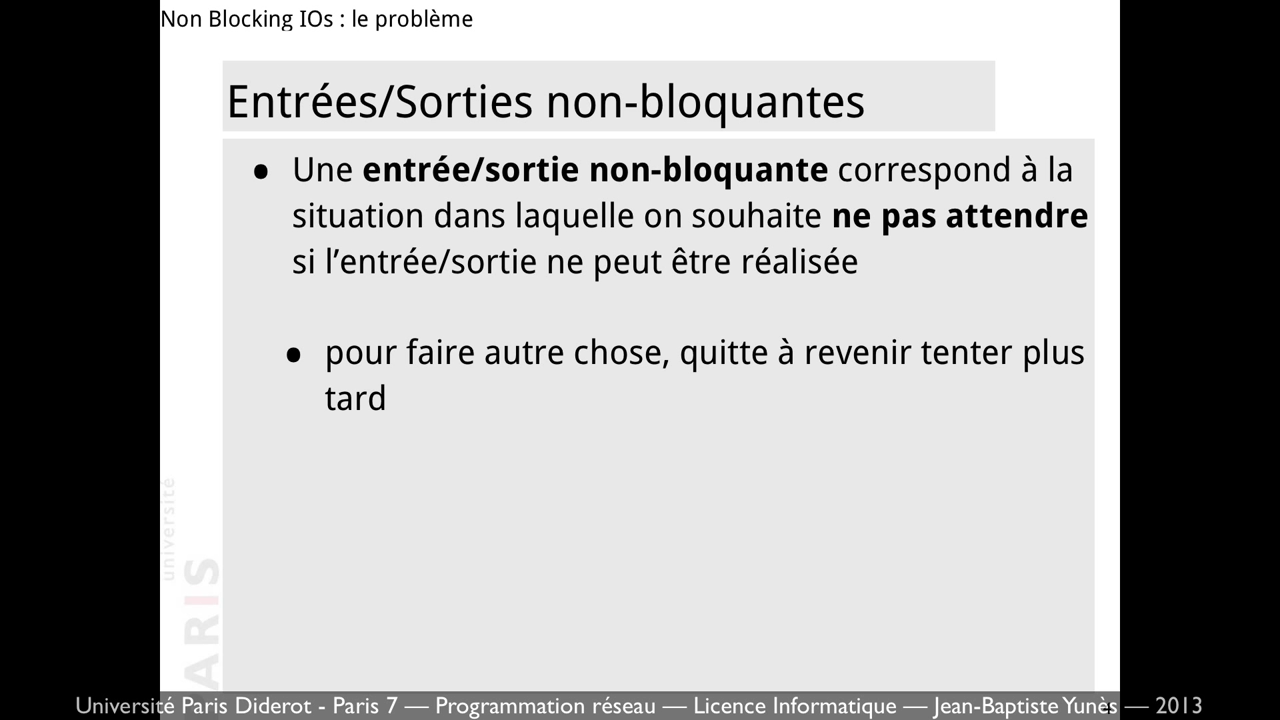 Non Blocking IOs : le problème
Entrées/Sorties non-bloquantes
• Une entrée/sortie non-bloquante correspond à la
situation dans laquelle on souhaite ne pas attendre
si l’entrée/sortie ne peut être réalisée
• pour faire autre chose, quitte à revenir tenter plus
tard
université
PARIS
Université Paris Diderot - Paris 7 — Programmation réseau — Licence Informatique — Jean-Baptiste Yunès — 2013